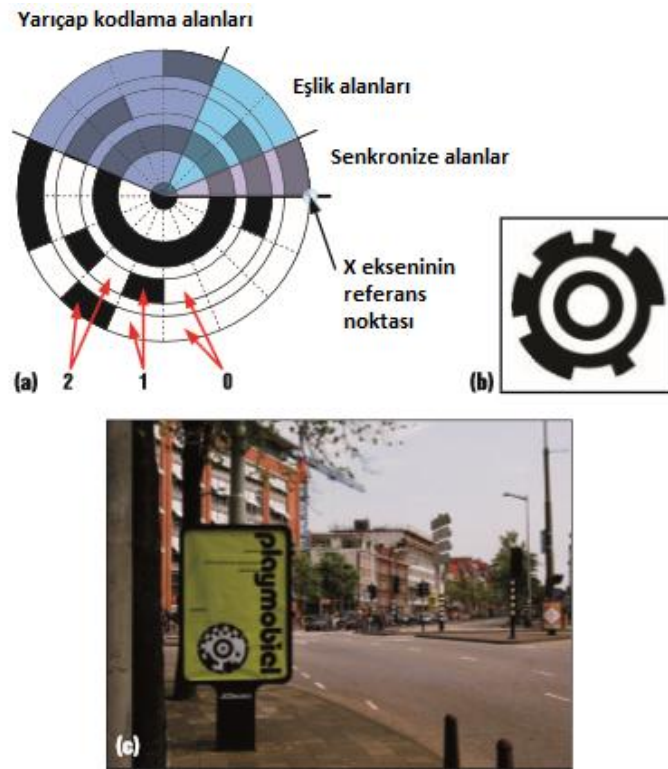 Yarıçap kodlama alanları
Eşlik alanları
Senkronize alanlar
X ekseninin
referans
noktası
(a) 2 1 0
(b)
playmobiel
(c)